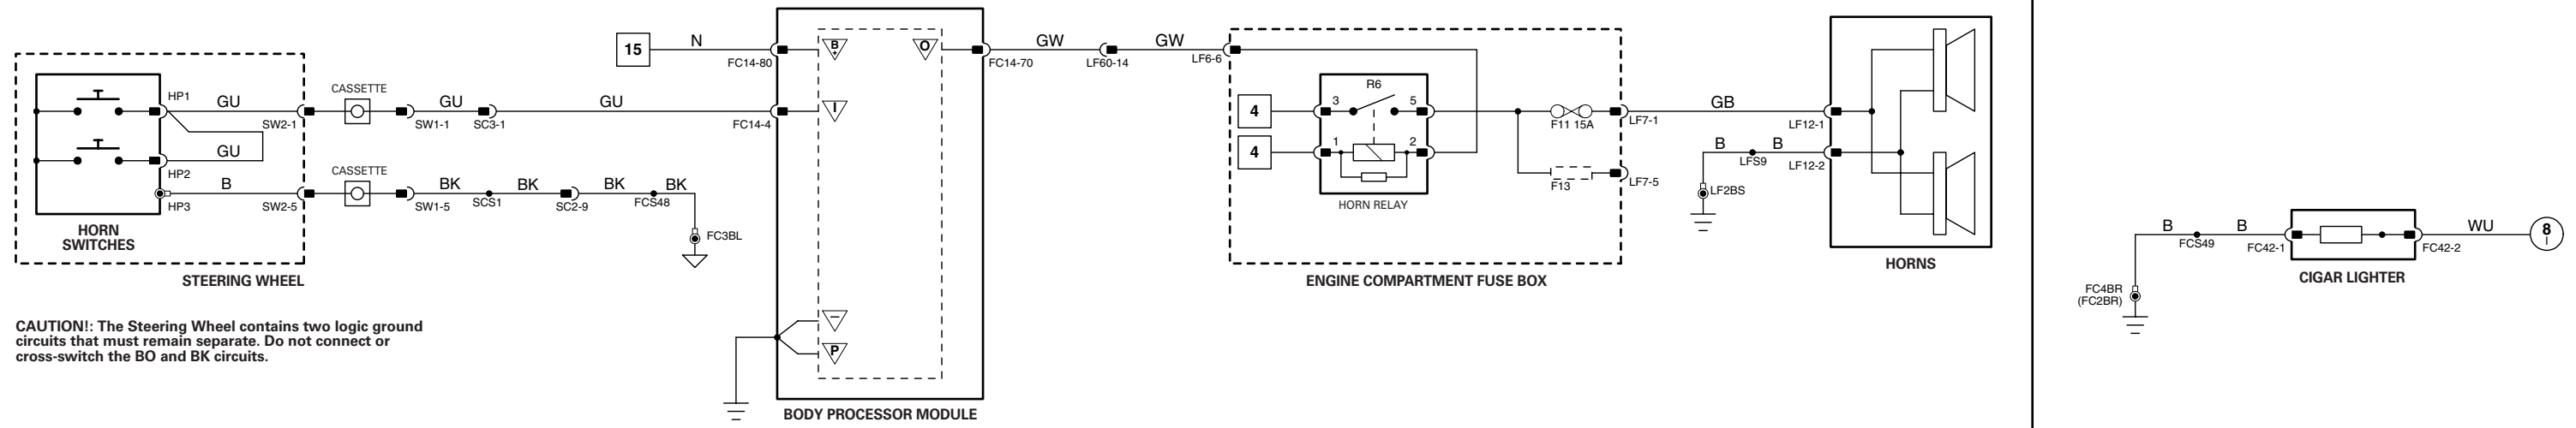 15
N
FC14-80
B
+
O
FC14-70
GW
LF60-14
GW
LF6-6
HP1
GU
SW2-1
CASSETTE
SW1-1
GU
SC3-1
GU
FC14-4
I
HP2
GU
HP3
B
SW2-5
CASSETTE
SW1-5
BK
SCS1
BK
SC2-9
BK
FCS48
BK
FC3BL
HORN
SWITCHES
STEERING WHEEL
CAUTION!: The Steering Wheel contains two logic ground
circuits that must remain separate. Do not connect or
cross-switch the BO and BK circuits.
–
P
BODY PROCESSOR MODULE
R6
4
3
5
4
1
2
HORN RELAY
F11 15A
F13
LF7-1
LF7-5
ENGINE COMPARTMENT FUSE BOX
GB
LF12-1
B
LFS9
B
LF12-2
LF2BS
HORNS
B
FCS49
B
FC42-1
FC42-2
WU
8
I
CIGAR LIGHTER
FC4BR
(FC2BR)